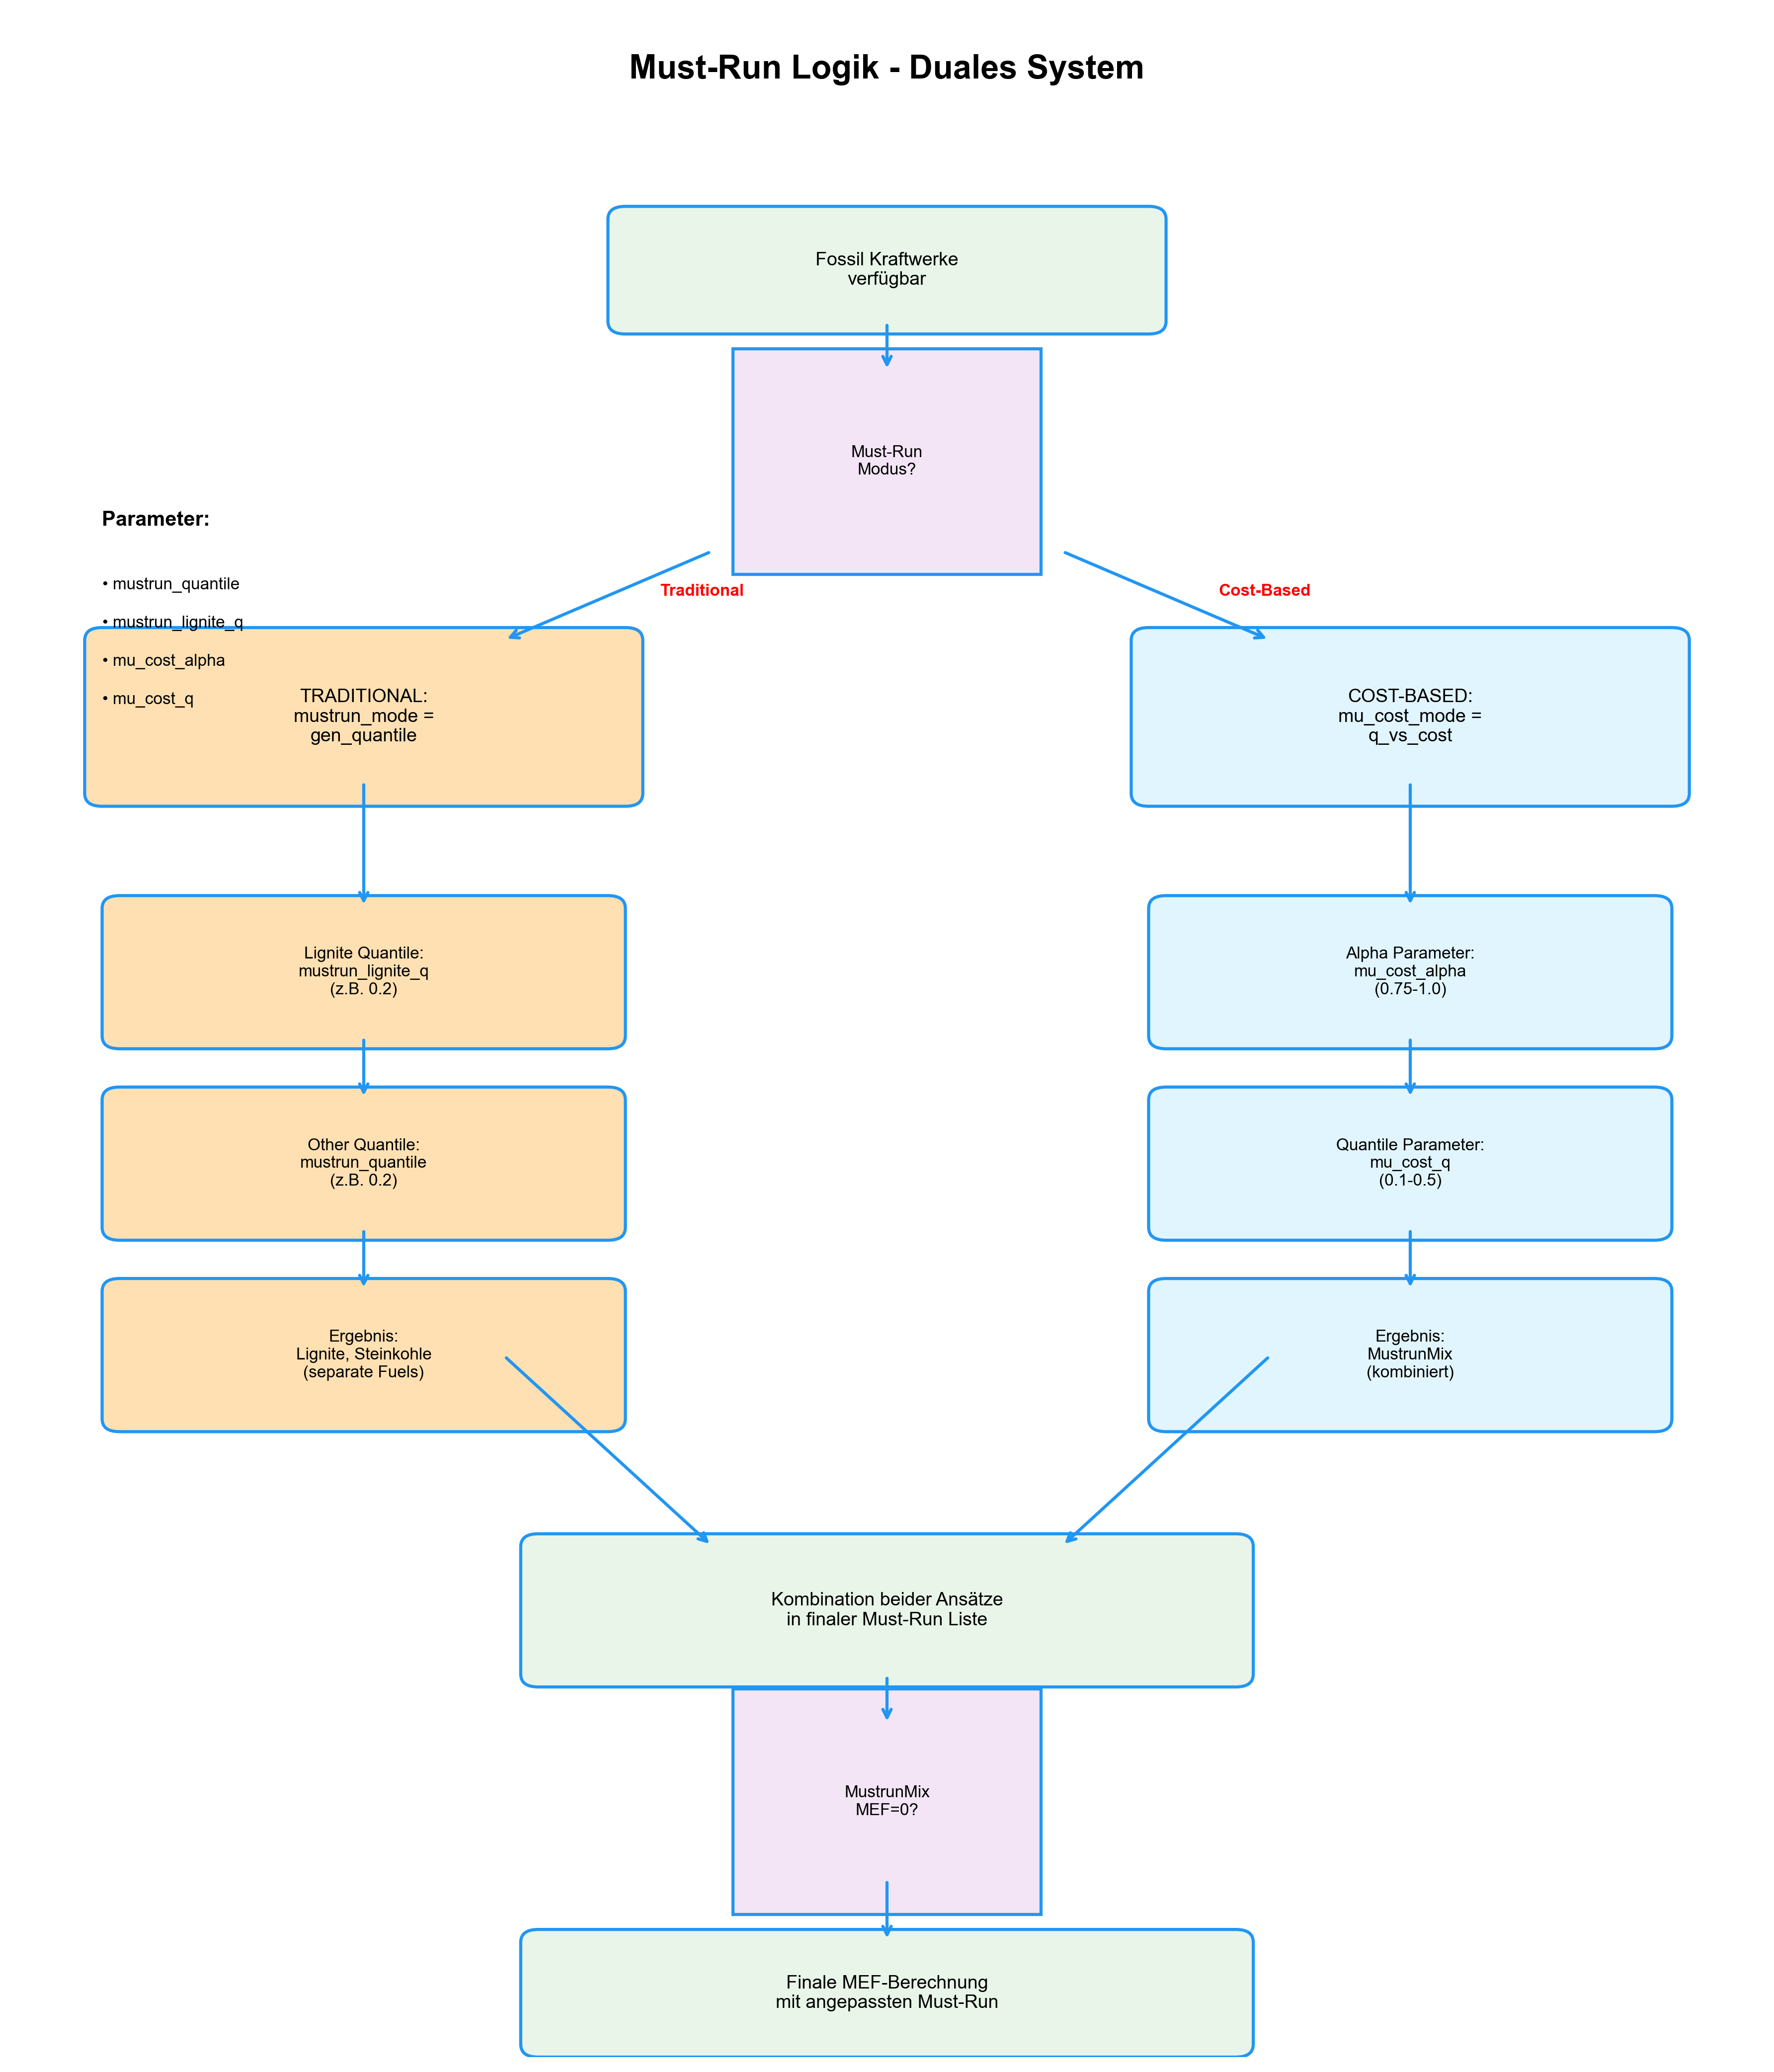 Must-Run Logik - Duales System
Fossil Kraftwerke
verfügbar
Must-Run
Modus?
Parameter:
• mustrun_quantile
• mustrun_lignite_q
• mu_cost_alpha
• mu_cost_q
Traditional
Cost-Based
TRADITIONAL:
mustrun_mode =
gen_quantile
COST-BASED:
mu_cost_mode =
q_vs_cost
Lignite Quantile:
mustrun_lignite_q
(z.B. 0.2)
Alpha Parameter:
mu_cost_alpha
(0.75-1.0)
Other Quantile:
mustrun_quantile
(z.B. 0.2)
Quantile Parameter:
mu_cost_q
(0.1-0.5)
Ergebnis:
Lignite, Steinkohle
(separate Fuels)
Ergebnis:
MustrunMix
(kombiniert)
Kombination beider Ansätze
in finaler Must-Run Liste
MustrunMix
MEF=0?
Finale MEF-Berechnung
mit angepassten Must-Run